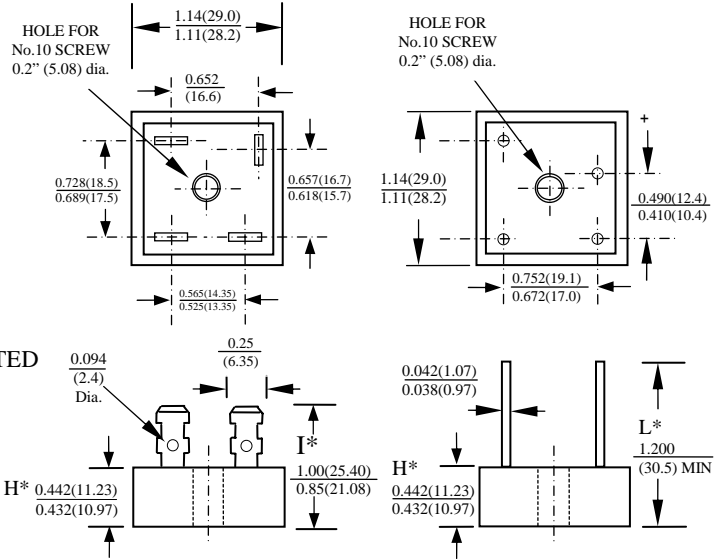 1.14(29.0)
1.11(28.2)
HOLE FOR
No.10 SCREW
0.2” (5.08) dia.
0.652
(16.6)
0.728(18.5)
0.689(17.5)
0.657(16.7)
0.618(15.7)
0.565(14.35)
0.525(13.35)
HOLE FOR
No.10 SCREW
0.2” (5.08) dia.
+
1.14(29.0)
1.11(28.2)
0.490(12.4)
0.410(10.4)
0.752(19.1)
0.672(17.0)
TED
0.094
(2.4)
Dia.
0.25
(6.35)
I*
1.00(25.40)
0.85(21.08)
H*
0.442(11.23)
0.432(10.97)
0.042(1.07)
0.038(0.97)
L*
1.200
(30.5) MIN
H*
0.442(11.23)
0.432(10.97)